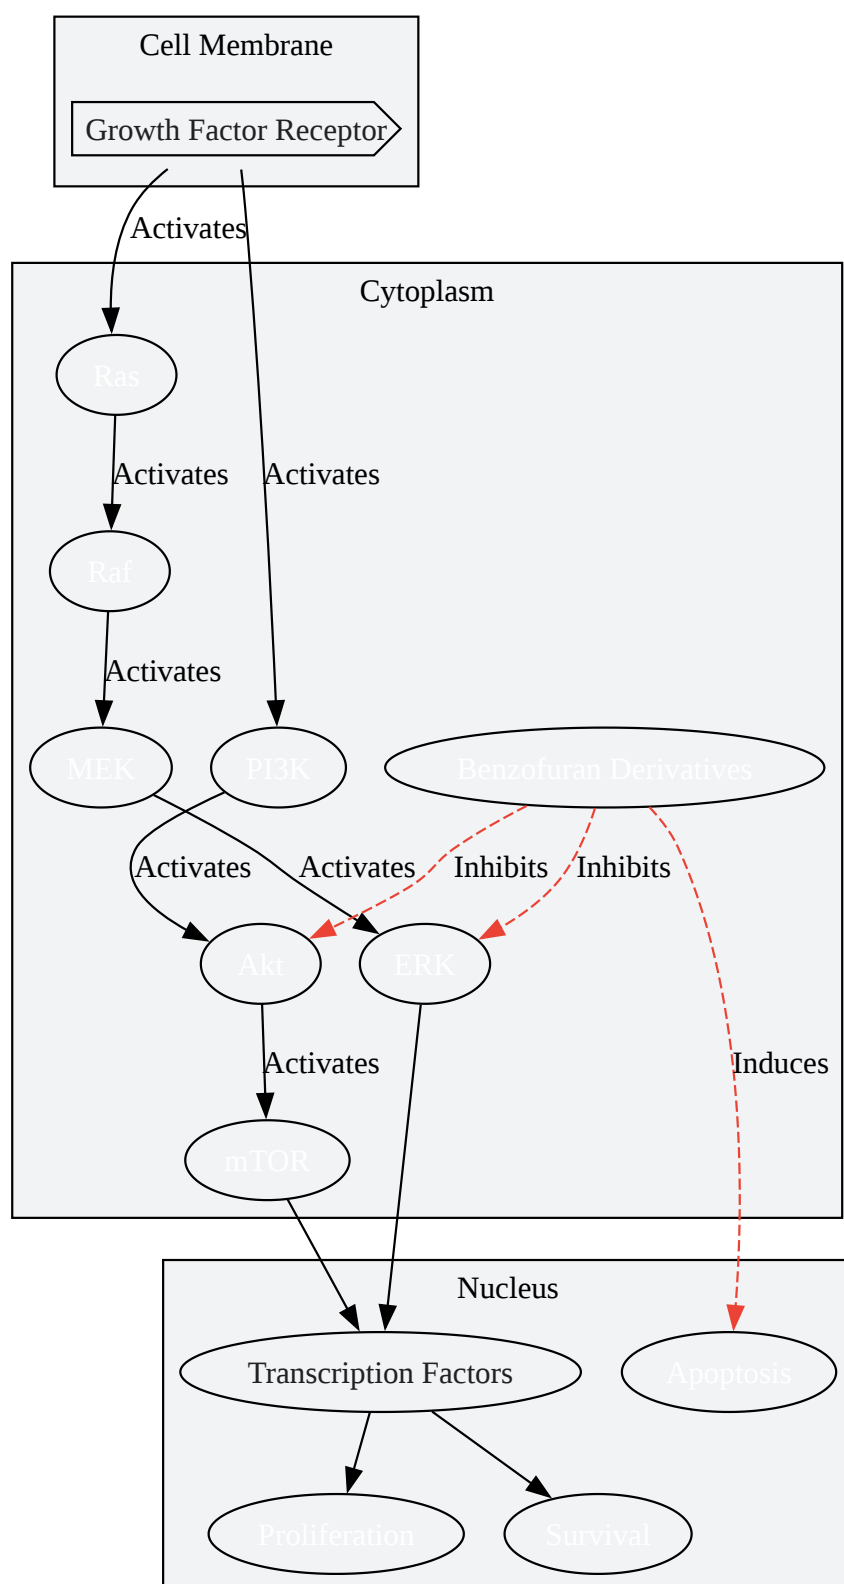 Cell Membrane
Growth Factor Receptor
Activates
Cytoplasm
Ras
Activates
Activates
Raf
Activates
MEK
PI3K
Benzofuran Derivatives
Activates
Activates
Inhibits
Inhibits
Akt
ERK
Activates
Induces
mTOR
Nucleus
Transcription Factors
Apoptosis
Proliferation
Survival